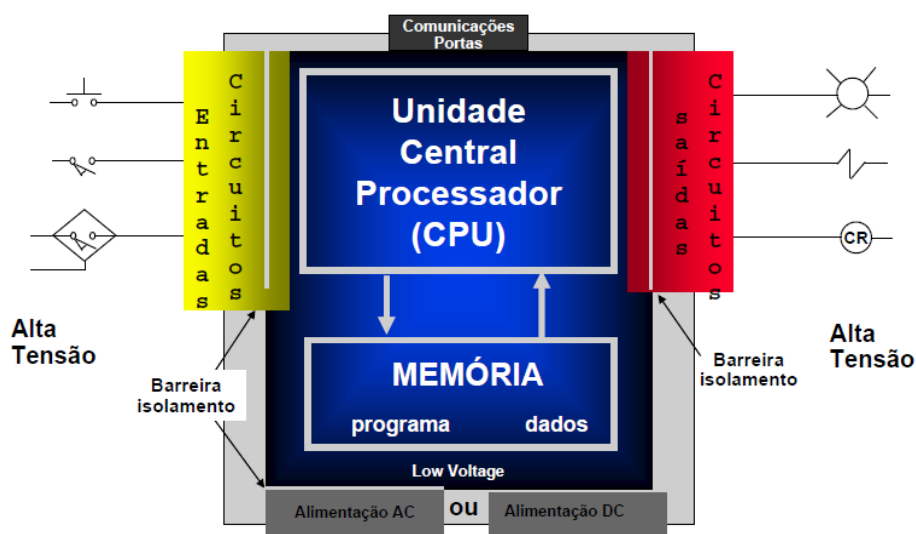 Comunicações
Portas
Entradas
Circuitos
Unidade
Central
Processador
(CPU)
saídas
Circuitos
CR
Alta
Tensão
Alta
Tensão
Barreira
isolamento
Barreira
isolamento
MEMÓRIA
programa dados
Low Voltage
Alimentação AC ou Alimentação DC